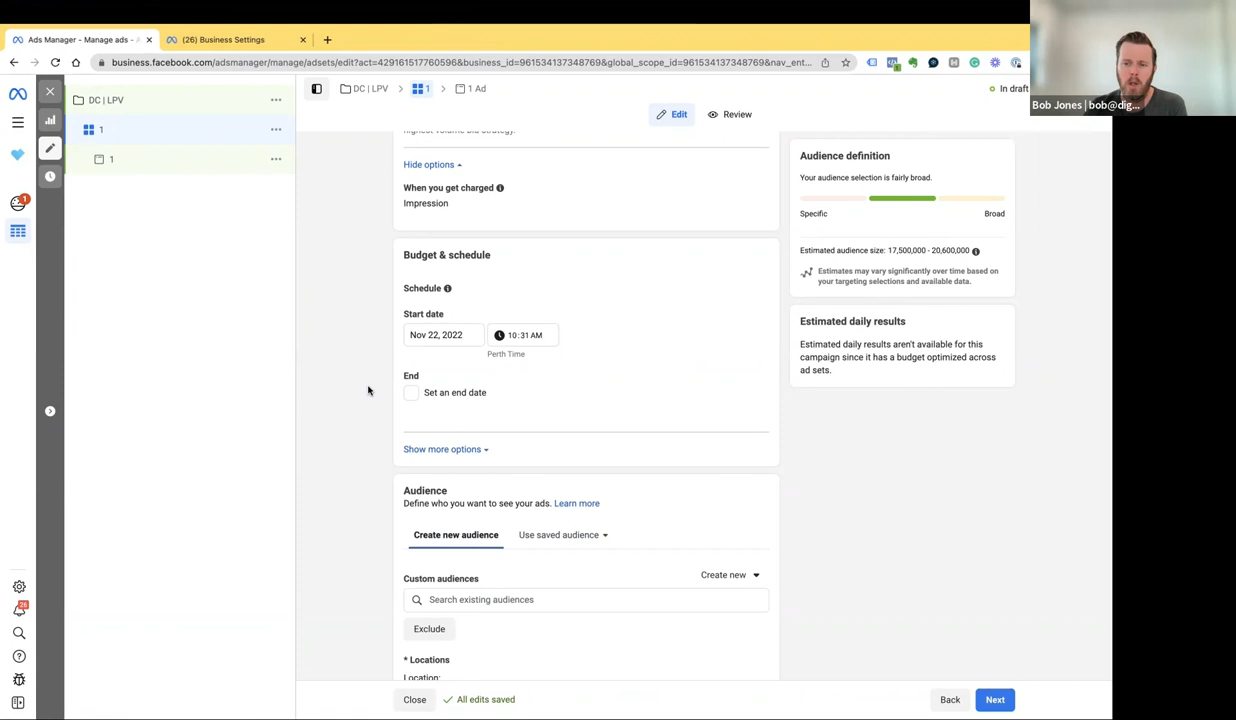 Ads Manager - Manage ads - A
(26) Business Settings
business.facebook.com/adsmanager/manage/adsets/edit?act=429161517760596&business_id=961534137348769&global_scope_id=961534137348769&nav_ent...
Bob Jones | bob@dig...
DC | LPV
1
1
DC | LPV
1
1 Ad
In draft
Edit
Review
highest volume bid strategy.
Hide options
When you get charged
Impression
Budget & schedule
Schedule
Start date
Nov 22, 2022
10:31 AM
Perth Time
End
Set an end date
Show more options
Audience
Define who you want to see your ads. Learn more
Create new audience
Use saved audience
Custom audiences
Create new
Search existing audiences
Exclude
* Locations
Location:
Close
All edits saved
Back
Next
Audience definition
Your audience selection is fairly broad.
Specific
Broad
Estimated audience size: 17,500,000 - 20,600,000
Estimates may vary significantly over time based on
your targeting selections and available data.
Estimated daily results
Estimated daily results aren't available for this
campaign since it has a budget optimized across
ad sets.
1
26